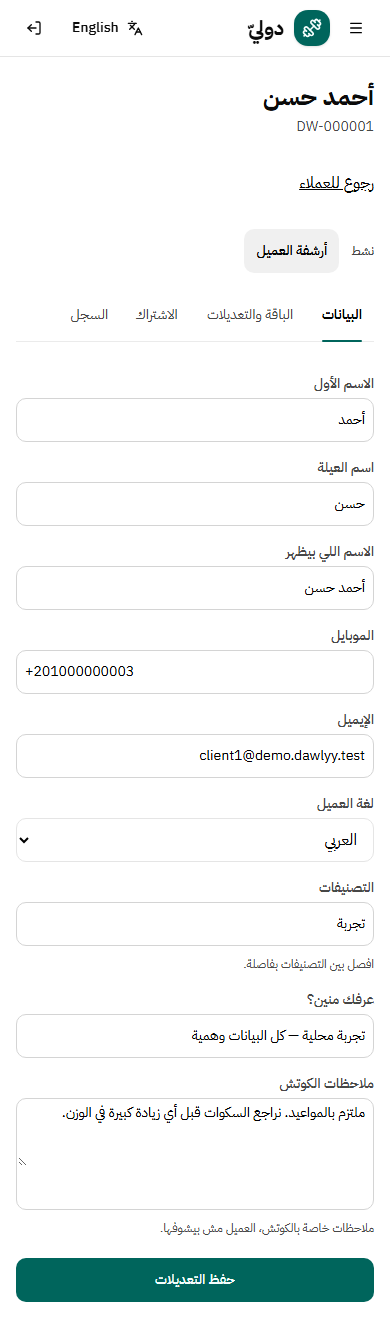 دوليّ
English
أحمد حسن
DW-000001
رجوع للعملاء
نشط
أرشفة العميل
البيانات
الباقة والتعديلات
الاشتراك
السجل
الاسم الأول
أحمد
اسم العيلة
حسن
الاسم اللي بيظهر
أحمد حسن
الموبايل
+201000000003
الإيميل
client1@demo.dawlyy.test
لغة العميل
العربي
التصنيفات
تجربة
افصل بين التصنيفات بفاصلة.
عرفك منين؟
تجربة محلية — كل البيانات وهمية
ملاحظات الكوتش
ملتزم بالمواعيد. نراجع السكوات قبل أي زيادة كبيرة في الوزن.
ملاحظات خاصة بالكوتش، العميل مش بيشوفها.
حفظ التعديلات